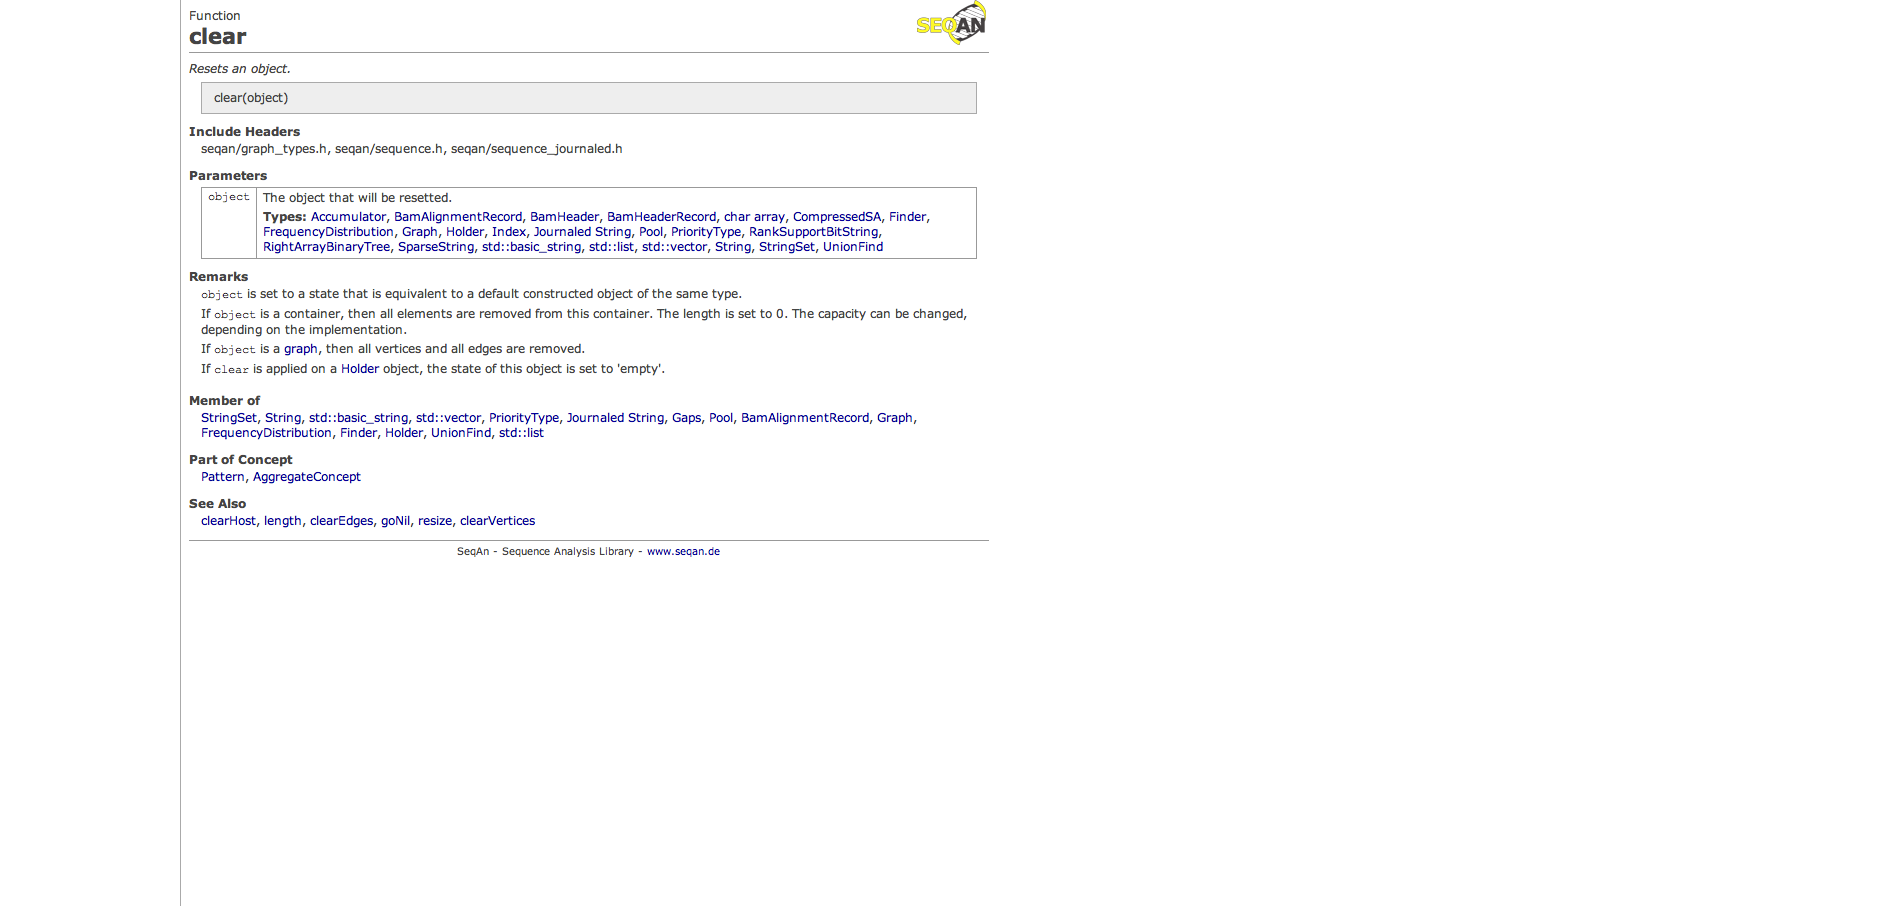 Function
SEQAN
clear
Resets an object.
clear(object)
Include Headers
seqan/graph_types.h, seqan/sequence.h, seqan/sequence_journaled.h
Parameters
object The object that will be resetted.
Types: Accumulator, BamAlignmentRecord, BamHeader, BamHeaderRecord, char array, CompressedSA, Finder,
FrequencyDistribution, Graph, Holder, Index, Journaled String, Pool, PriorityType, RankSupportBitString,
RightArrayBinaryTree, SparseString, std::basic_string, std::list, std::vector, String, StringSet, UnionFind
Remarks
object is set to a state that is equivalent to a default constructed object of the same type.
If object is a container, then all elements are removed from this container. The length is set to 0. The capacity can be changed,
depending on the implementation.
If object is a graph, then all vertices and all edges are removed.
If clear is applied on a Holder object, the state of this object is set to 'empty'.
Member of
StringSet, String, std::basic_string, std::vector, PriorityType, Journaled String, Gaps, Pool, BamAlignmentRecord, Graph,
FrequencyDistribution, Finder, Holder, UnionFind, std::list
Part of Concept
Pattern, AggregateConcept
See Also
clearHost, length, clearEdges, goNil, resize, clearVertices
SeqAn - Sequence Analysis Library - www.seqan.de